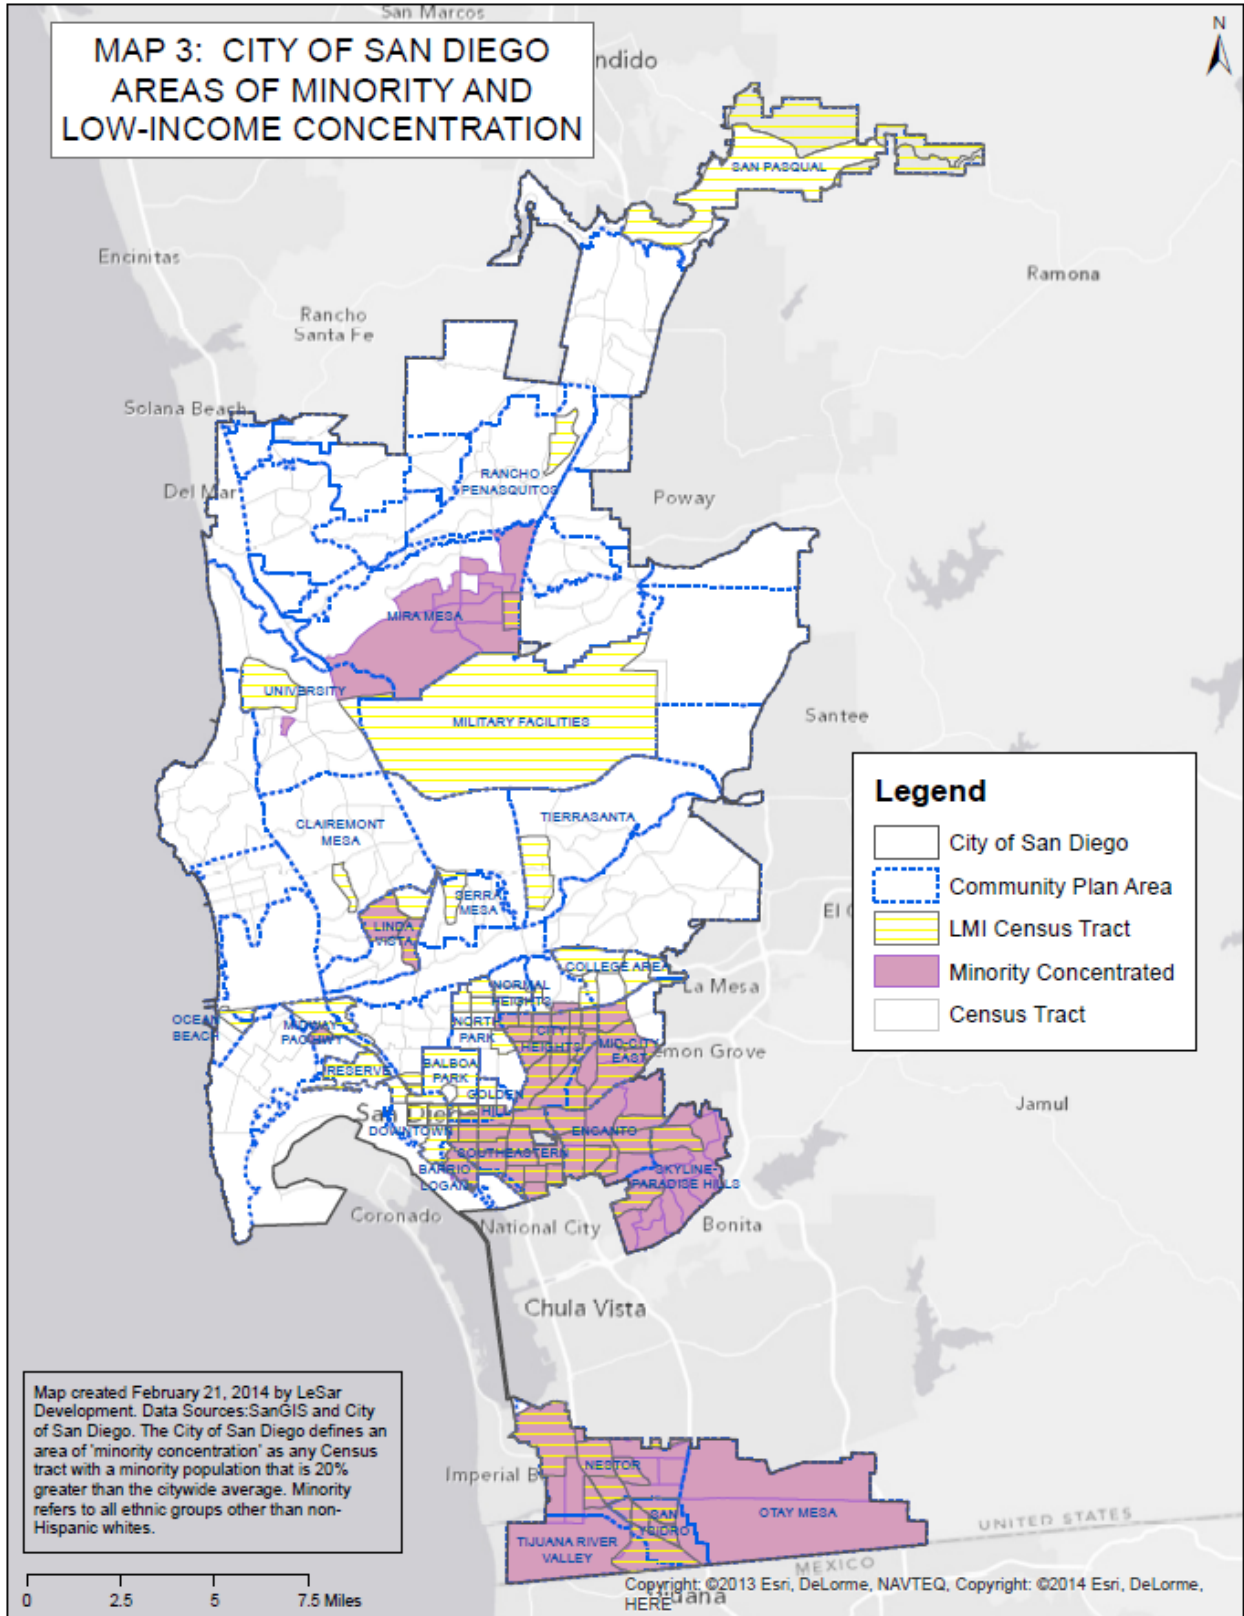 San Marcos
MAP 3: CITY OF SAN DIEGO
AREAS OF MINORITY AND
LOW-INCOME CONCENTRATION
ndido
N
SAN PASQUAL
Encinitas
Ramona
Rancho
Santa Fe
Solana Beach
RANCHO
PENASQUITOS
Del Mar
Poway
MIRA MESA
UNIVERSITY
MILITARY FACILITIES
Santee
Legend
City of San Diego
Community Plan Area
LMI Census Tract
Minority Concentrated
Census Tract
TIERRASANTA
CLAIREMONT
MESA
SERRA
MESA
El C
LINDA
VISTA
COLLEGE AREA
La Mesa
NORMAL
HEIGHTS
OCEAN
BEACH
MIDWAY-
PACHWY
NORTH
PARK
CITY
HEIGHTS
MID-CITY
EAST
emon Grove
RESERVE
BALBOA
PARK
GOLDEN
HILL
San Diego
DOWNTOWN
ENCANTO
SOUTHEASTERN
BARRIO
LOGAN
SKYLINE-
PARADISE HILLS
Jamul
Coronado
National City
Bonita
Chula Vista
Map created February 21, 2014 by LeSar
Development. Data Sources:SanGIS and City
of San Diego. The City of San Diego defines an
area of 'minority concentration' as any Census
tract with a minority population that is 20%
greater than the citywide average. Minority
refers to all ethnic groups other than non-
Hispanic whites.
Imperial B
NESTOR
SAN
YSIDRO
OTAY MESA
TIJUANA RIVER
VALLEY
UNITED STATES
MEXICO
0 2.5 5 7.5 Miles
Copyright: ©2013 Esri, DeLorme, NAVTEQ, Copyright: ©2014 Esri, DeLorme,
HERE
uana